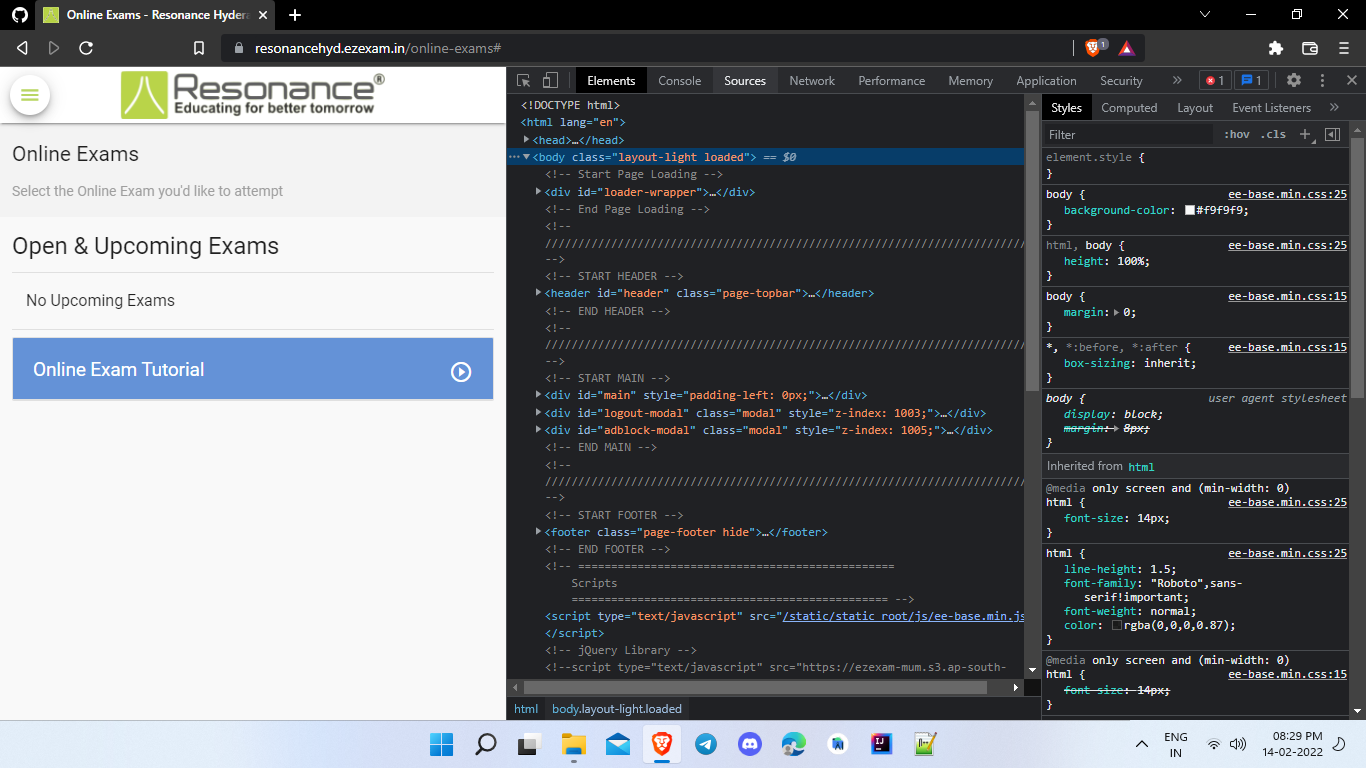 Online Exams - Resonance Hydera
resonancehyd.ezexam.in/online-exams#
1
Resonance®
Educating for better tomorrow
Online Exams
Select the Online Exam you'd like to attempt
Open & Upcoming Exams
No Upcoming Exams
Online Exam Tutorial
Elements Console Sources Network Performance Memory Application Security » 1 1
<!DOCTYPE html>
<html lang="en">
<head>…</head>
<body class="layout-light loaded"> == $0
<!-- Start Page Loading -->
<div id="loader-wrapper">…</div>
<!-- End Page Loading -->
<!--
//////////////////////////////////////////////////////////////////////////
-->
<!-- START HEADER -->
<header id="header" class="page-topbar">…</header>
<!-- END HEADER -->
<!--
//////////////////////////////////////////////////////////////////////////
-->
<!-- START MAIN -->
<div id="main" style="padding-left: 0px;">…</div>
<div id="logout-modal" class="modal" style="z-index: 1003;">…</div>
<div id="adblock-modal" class="modal" style="z-index: 1005;">…</div>
<!-- END MAIN -->
<!--
//////////////////////////////////////////////////////////////////////////
-->
<!-- START FOOTER -->
<footer class="page-footer hide">…</footer>
<!-- END FOOTER -->
<!-- ================================================
Scripts
================================================ -->
<script type="text/javascript" src="/static/static_root/js/ee-base.min.js
</script>
<!-- jQuery Library -->
<!--script type="text/javascript" src="https://ezexam-mum.s3.ap-south-
html body.layout-light.loaded
Styles Computed Layout Event Listeners »
Filter :hov .cls +
element.style {
}
body { ee-base.min.css:25
background-color: #f9f9f9;
}
html, body { ee-base.min.css:25
height: 100%;
}
body { ee-base.min.css:15
margin: 0;
}
*, *:before, *:after { ee-base.min.css:15
box-sizing: inherit;
}
body { user agent stylesheet
display: block;
margin: 8px;
}
Inherited from html
@media only screen and (min-width: 0)
html { ee-base.min.css:25
font-size: 14px;
}
html { ee-base.min.css:25
line-height: 1.5;
font-family: "Roboto",sans-
serif!important;
font-weight: normal;
color: rgba(0,0,0,0.87);
}
@media only screen and (min-width: 0)
html { ee-base.min.css:15
font-size: 14px;
}
ENG
IN
08:29 PM
14-02-2022